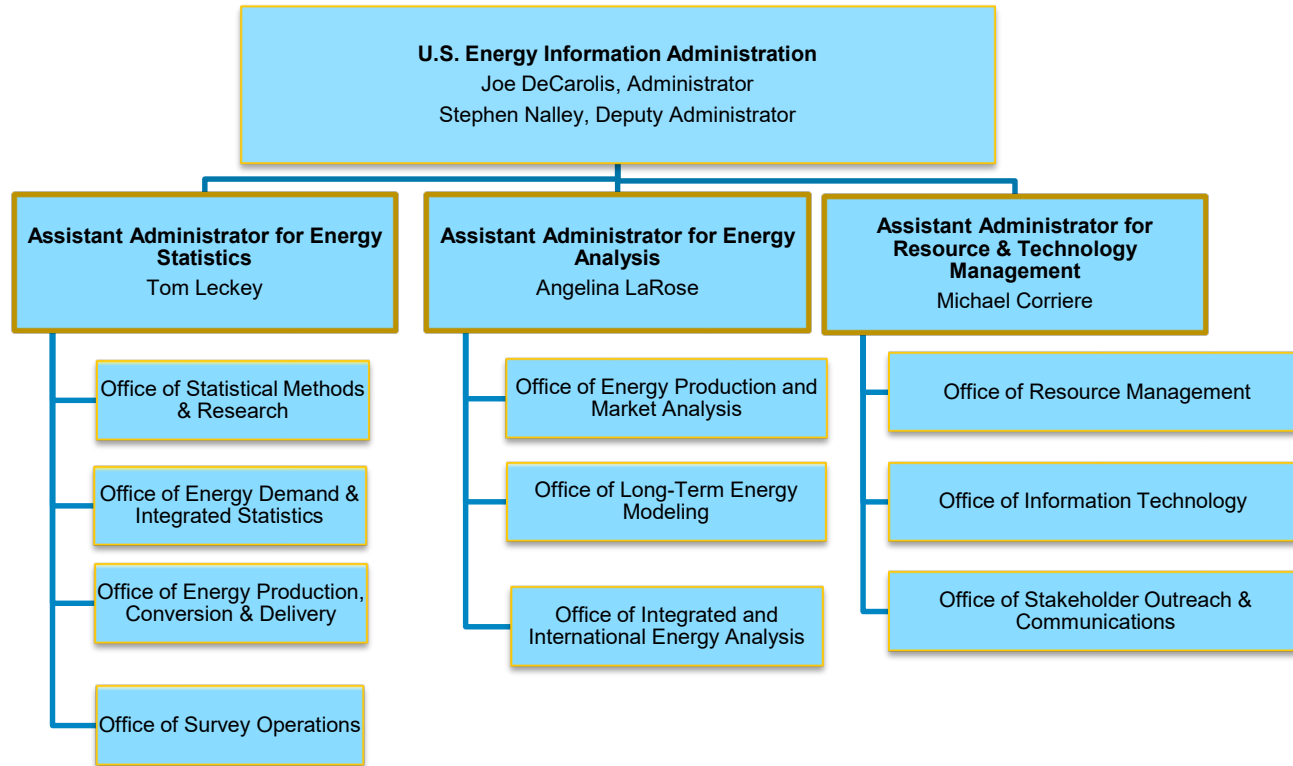 U.S. Energy Information Administration
Joe DeCarolis, Administrator
Stephen Nalley, Deputy Administrator
Assistant Administrator for Energy
Statistics
Tom Leckey
Assistant Administrator for Energy
Analysis
Angelina LaRose
Assistant Administrator for
Resource & Technology
Management
Michael Corriere
Office of Statistical Methods
& Research
Office of Energy Demand &
Integrated Statistics
Office of Energy Production,
Conversion & Delivery
Office of Survey Operations
Office of Energy Production and
Market Analysis
Office of Long-Term Energy
Modeling
Office of Integrated and
International Energy Analysis
Office of Resource Management
Office of Information Technology
Office of Stakeholder Outreach &
Communications